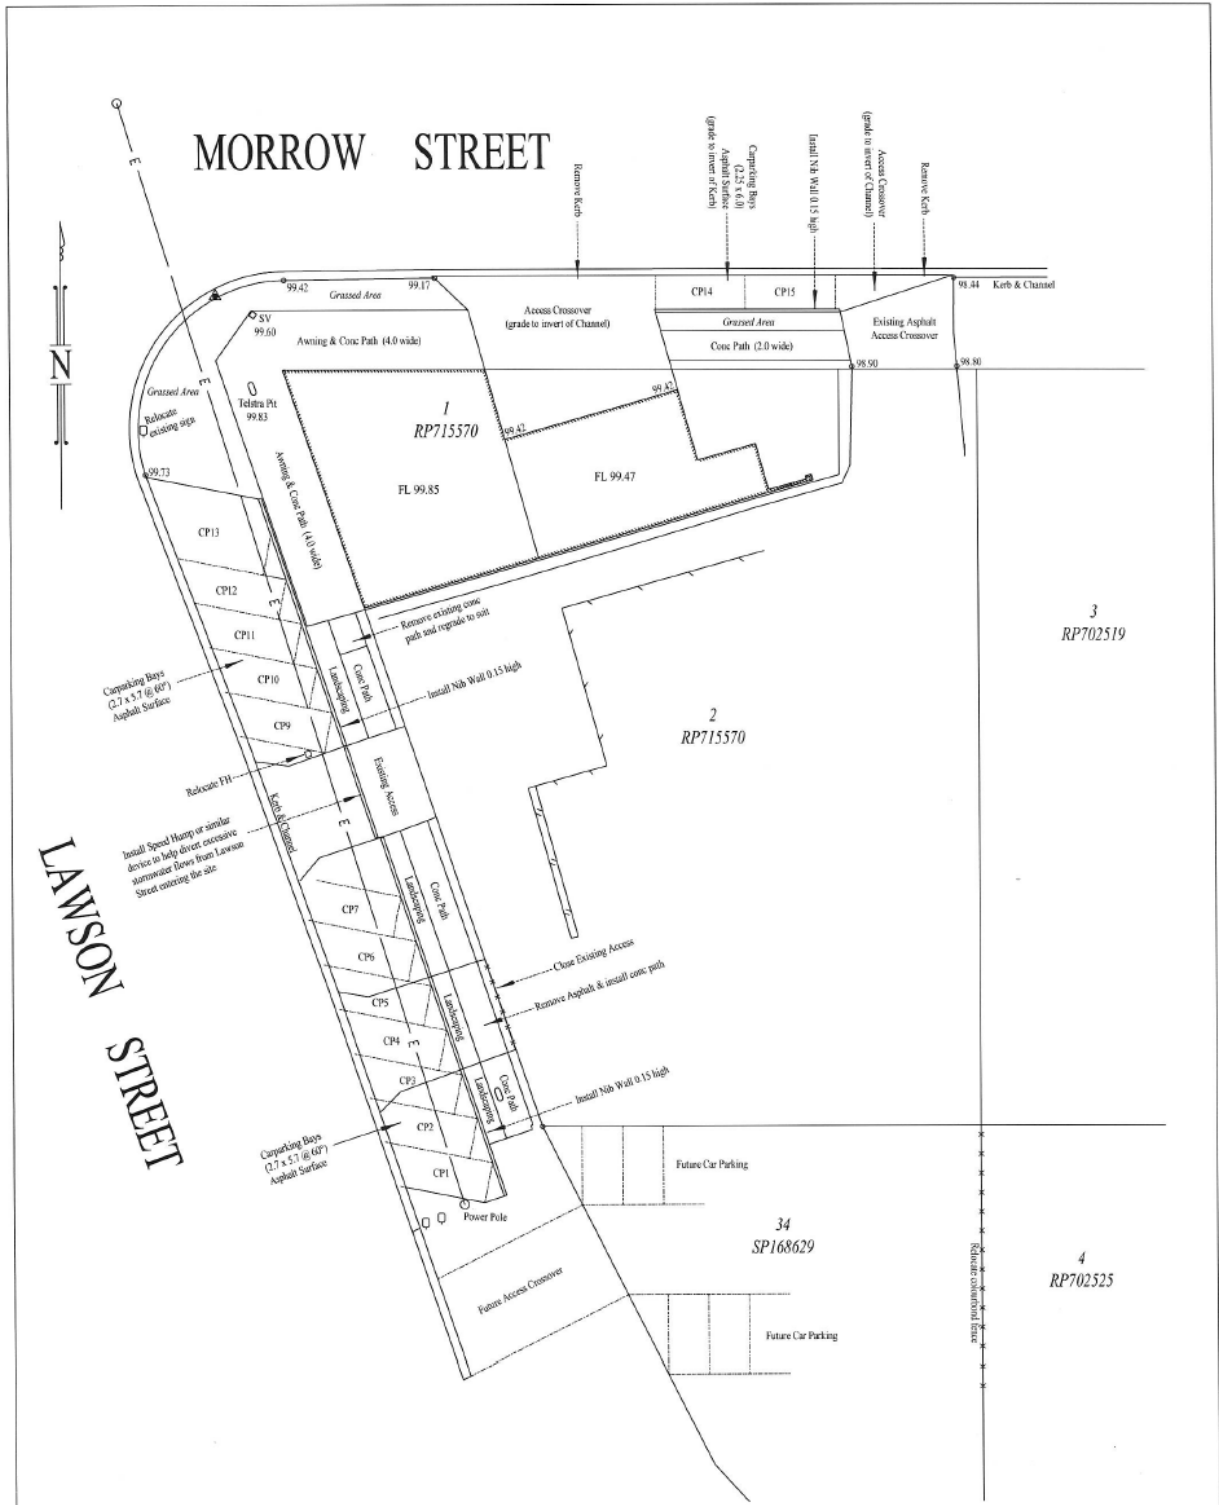 MORROW STREET
Remove Kerb
Carparking Bays
(2.25 x 6.0)
Asphalt Surface
(grade to invert of Kerb)
Install Nib Wall 0.15 high
Access Crossover
(grade to invert of Channel)
Remove Kerb
E
99.42
99.17
Grassed Area
SV
99.60
Awning & Conc Path (4.0 wide)
Access Crossover
(grade to invert of Channel)
CP14
CP15
Grassed Area
Conc Path (2.0 wide)
Existing Asphalt
Access Crossover
98.44
Kerb & Channel
98.90
98.80
N
Grassed Area
E
Relocate
existing sign
Telstra Pit
99.83
99.73
1
RP715570
99.42
99.42
FL 99.85
FL 99.47
Awning & Conc Path (4.0 wide)
CP13
CP12
E
CP11
CP10
CP9
Carparking Bays
(2.7 x 5.7 @ 60°)
Asphalt Surface
Remove existing conc
path and regrade to suit
Landscaping
Conc Path
Install Nib Wall 0.15 high
3
RP702519
2
RP715570
Relocate FH
Kerb & Channel
Existing Access
E
Install Speed Hump or similar
device to help divert excessive
stormwater flows from Lawson
Street entering the site
LAWSON STREET
CP7
CP6
CP5
CP4
E
CP3
CP2
CP1
Landscaping
Conc Path
Close Existing Access
Remove Asphalt & install conc path
Landscaping
Landscaping
Conc Path
Install Nib Wall 0.15 high
Carparking Bays
(2.7 x 5.7 @ 60°)
Asphalt Surface
Power Pole
Future Access Crossover
Future Car Parking
34
SP168629
Future Car Parking
Relocate colourbond fence
4
RP702525